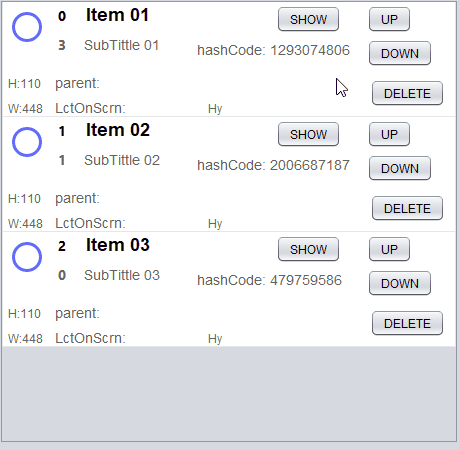 0 Item 01 SHOW UP
3 SubTittle 01 hashCode: 1293074806 DOWN
H:110 parent: DELETE
W:448 LctOnScrn: Hy
1 Item 02 SHOW UP
1 SubTittle 02 hashCode: 2006687187 DOWN
H:110 parent: DELETE
W:448 LctOnScrn: Hy
2 Item 03 SHOW UP
0 SubTittle 03 hashCode: 479759586 DOWN
H:110 parent: DELETE
W:448 LctOnScrn: Hy